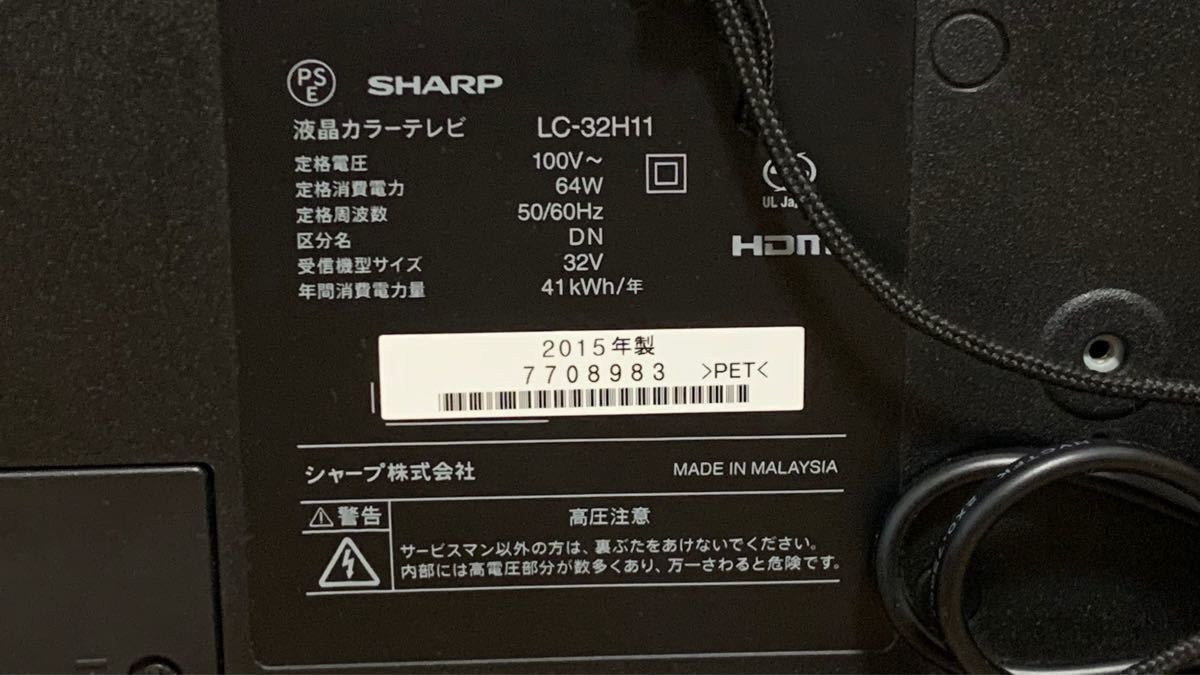 PSE SHARP
液晶カラーテレビ LC-32H11
定格電圧 100V～
定格消費電力 64W
定格周波数 50/60Hz
区分名 DN
受信機型サイズ 32V
年間消費電力量 41kWh/年
UL
HDMI
2015年製
7708983 >PET<
シャープ株式会社 MADE IN MALAYSIA
⚠警告 高圧注意
サービスマン以外の方は、裏ぶたをあけないでください。
内部には高電圧部分が数多くあり、万一さわると危険です。